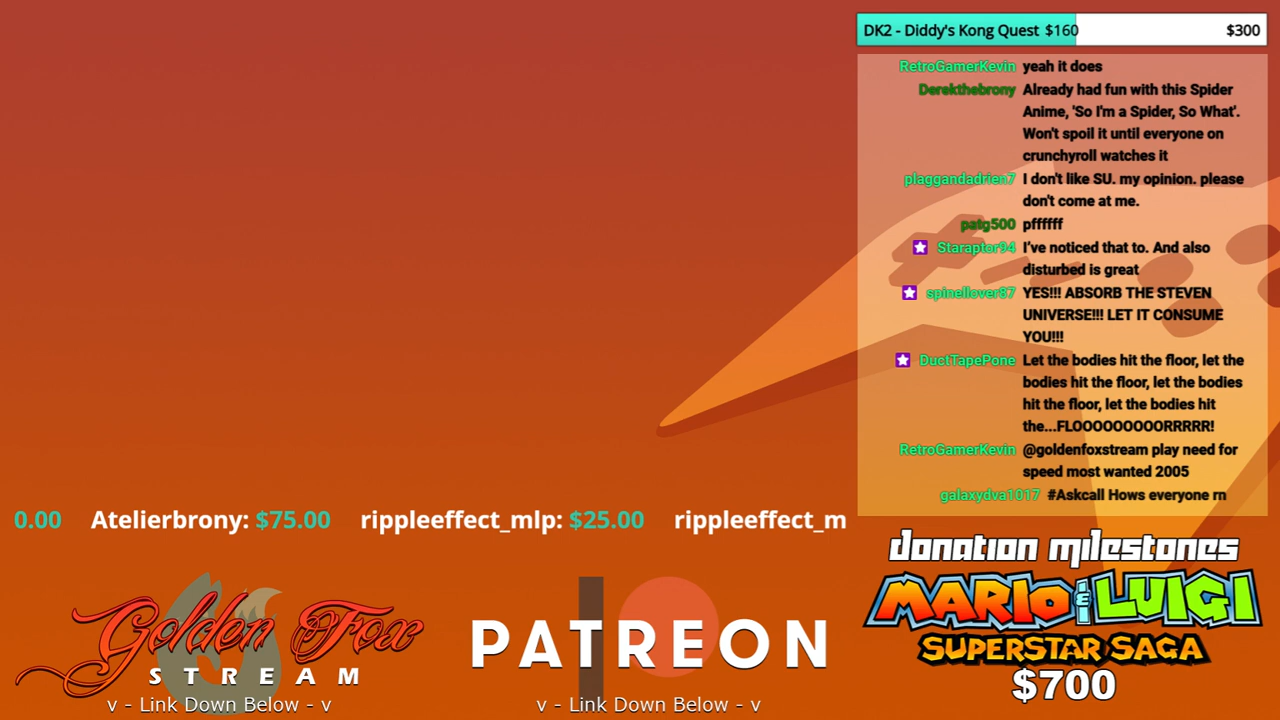 DK2 - Diddy's Kong Quest $160 $300
RetroGamerKevin yeah it does
Derekthebrony Already had fun with this Spider
Anime, 'So I'm a Spider, So What'.
Won't spoil it until everyone on
crunchyroll watches it
plaggandadrien7 I don't like SU. my opinion. please
don't come at me.
patg500 pffffff
Staraptor94 I've noticed that to. And also
disturbed is great
spinellover87 YES!!! ABSORB THE STEVEN
UNIVERSE!!! LET IT CONSUME
YOU!!!
DuctTapePone Let the bodies hit the floor, let the
bodies hit the floor, let the bodies
hit the floor, let the bodies hit
the...FLOOOOOOOOORRRRR!
RetroGamerKevin @goldenfoxstream play need for
speed most wanted 2005
galaxydva1017 #Askcall Hows everyone rn
0.00 Atelierbrony: $75.00 rippleeffect_mlp: $25.00 rippleeffect_m
Golden Fox
STREAM
v - Link Down Below - v
PATREON
v - Link Down Below - v
donation milestones
MARIO & LUIGI
SUPERSTAR SAGA
$700